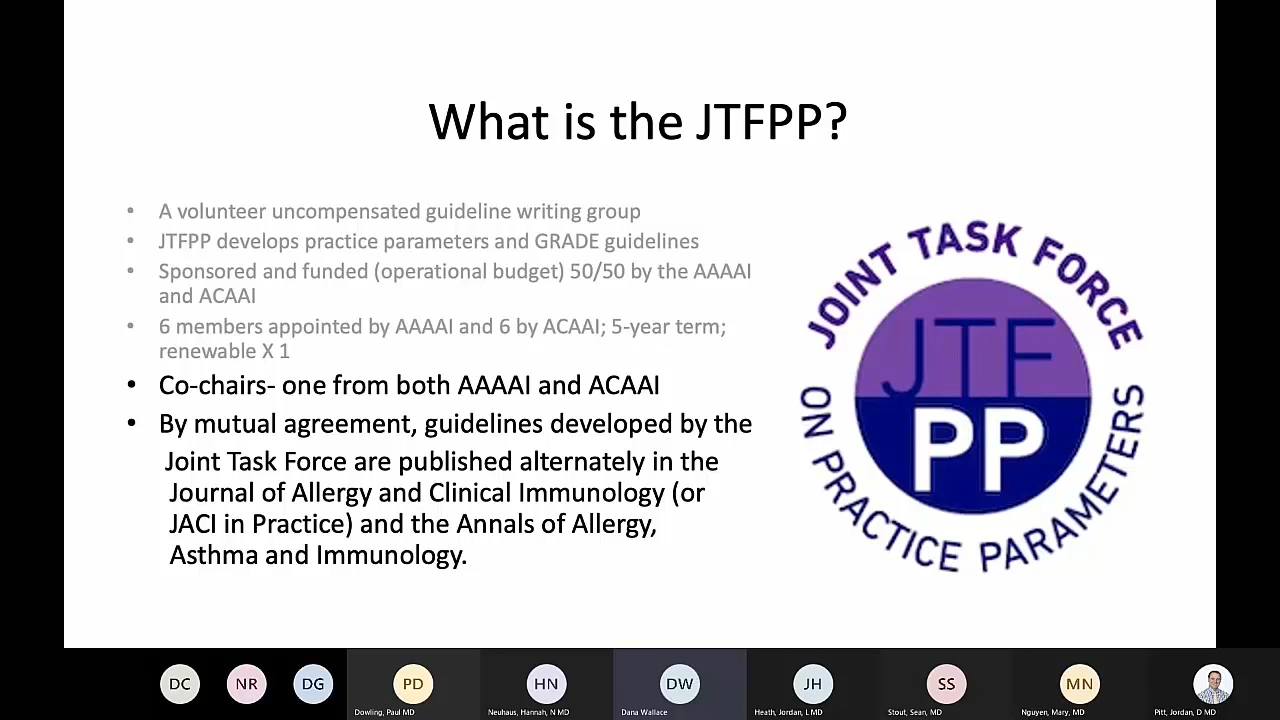 What is the JTFPP?
• A volunteer uncompensated guideline writing group
• JTFPP develops practice parameters and GRADE guidelines
• Sponsored and funded (operational budget) 50/50 by the AAAAI
and ACAAI
• 6 members appointed by AAAAI and 6 by ACAAI; 5-year term;
renewable X 1
• Co-chairs- one from both AAAAI and ACAAI
• By mutual agreement, guidelines developed by the
Joint Task Force are published alternately in the
Journal of Allergy and Clinical Immunology (or
JACI in Practice) and the Annals of Allergy,
Asthma and Immunology.
JOINT TASK FORCE
JTF
PP
ON PRACTICE PARAMETERS
DC
NR
DG
PD
Dowling, Paul MD
HN
Neuhaus, Hannah, N MD
DW
Dana Wallace
JH
Heath, Jordan, L MD
SS
Stout, Sean, MD
MN
Nguyen, Mary, MD
Pitt, Jordan, D MD